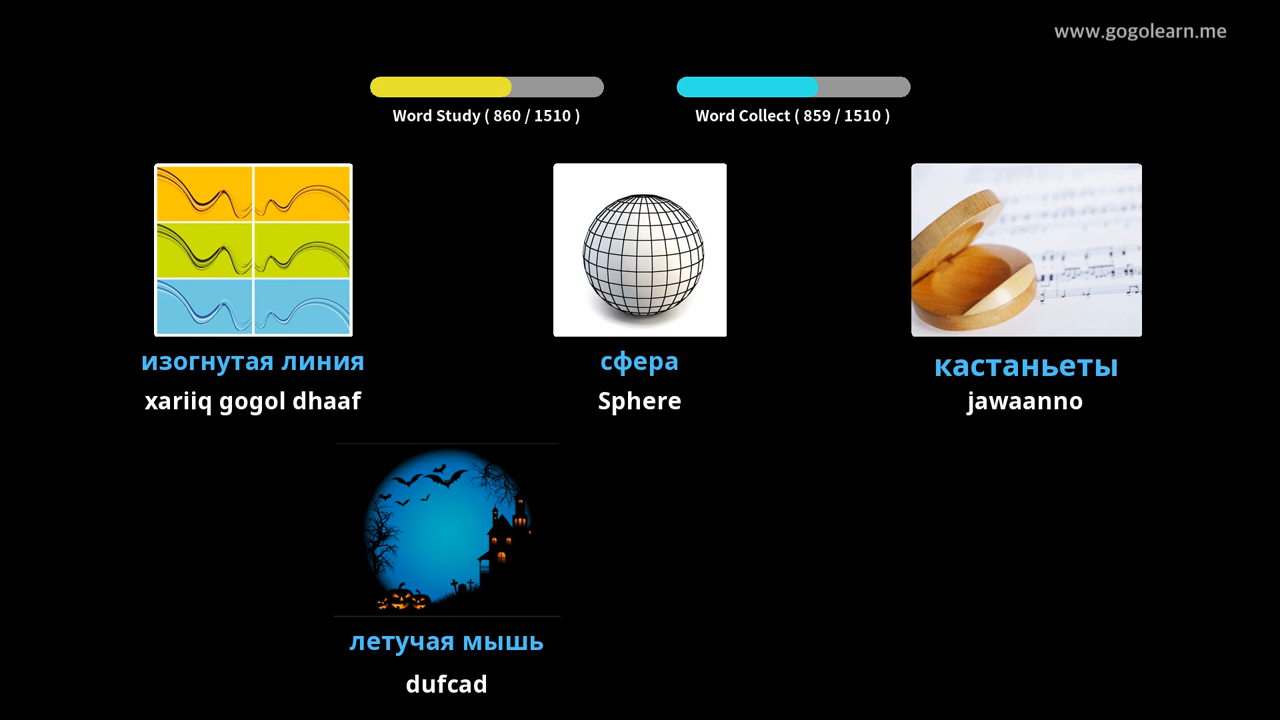 www.gogolearn.me
Word Study ( 860 / 1510 )
Word Collect ( 859 / 1510 )
изогнутая линия
xariiq gogol dhaaf
сфера
Sphere
кастаньеты
jawaanno
летучая мышь
dufcad